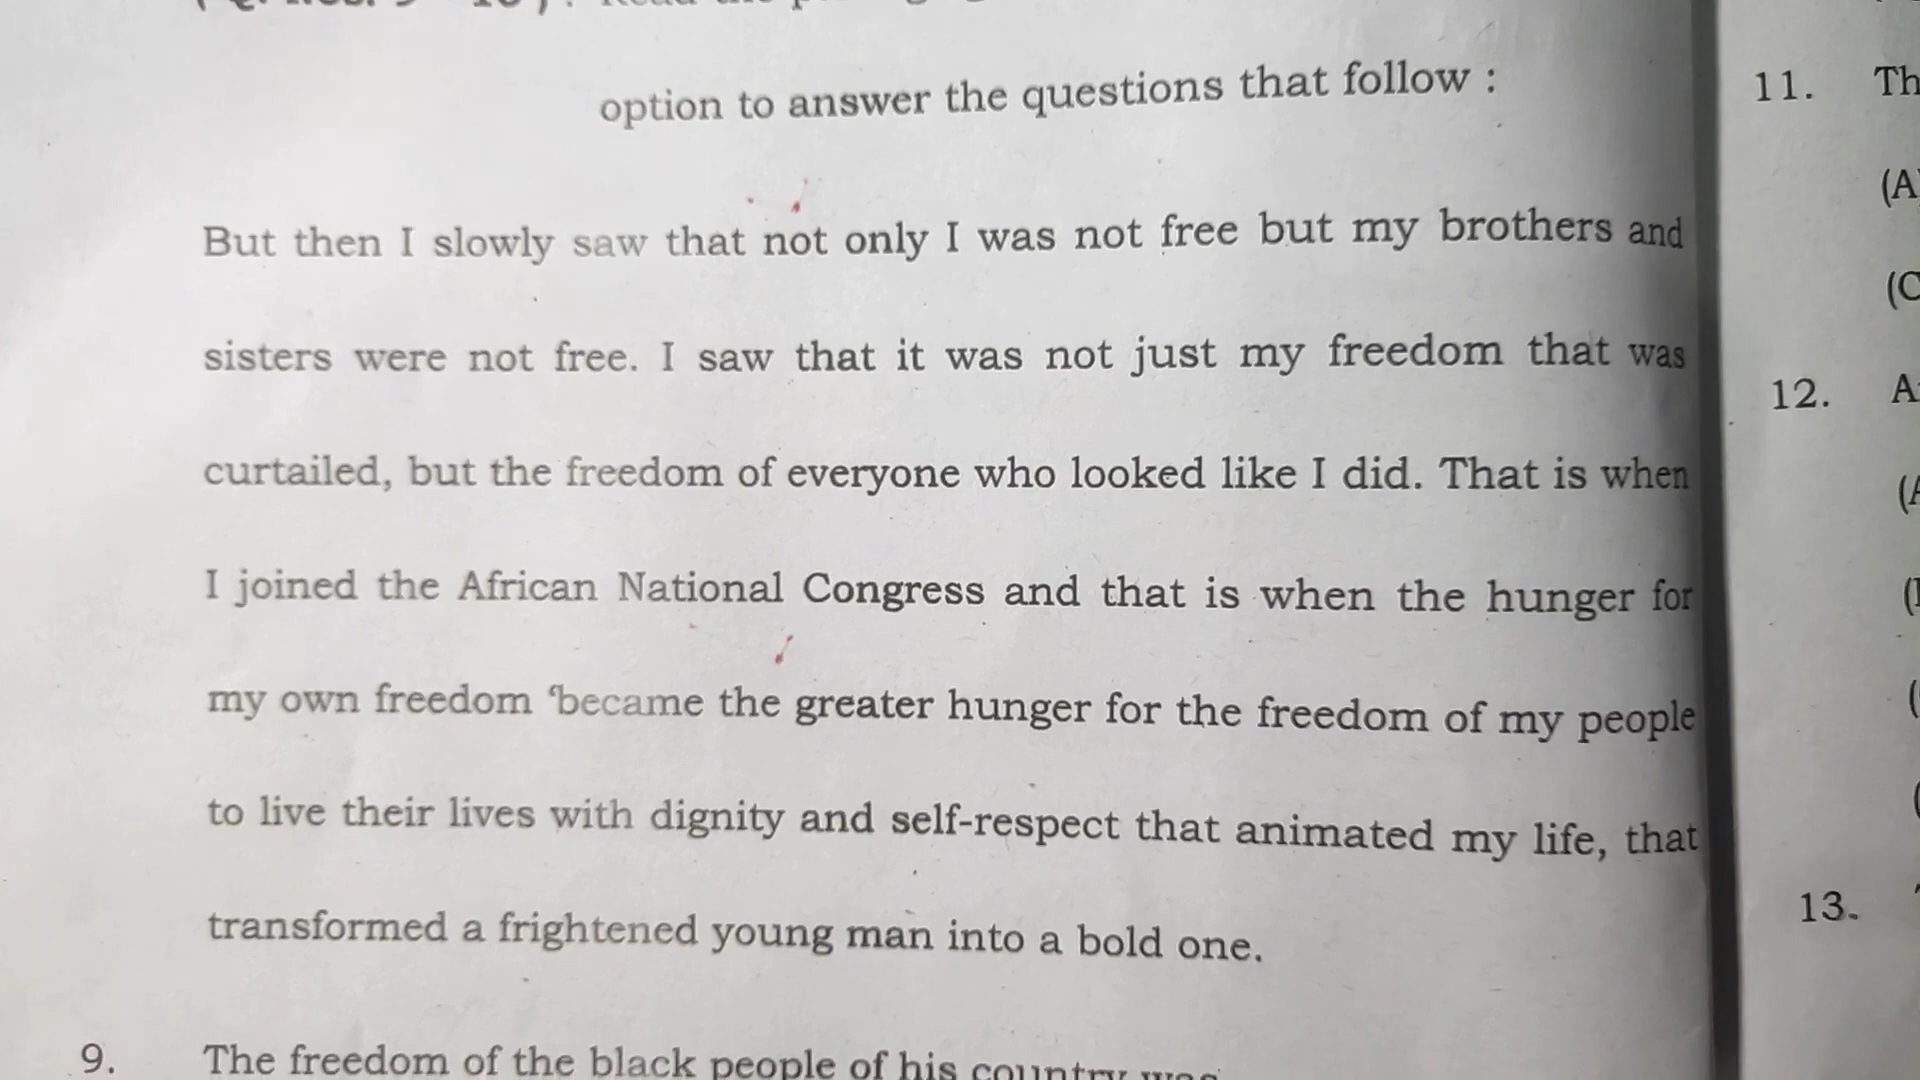 option to answer the questions that follow :
But then I slowly saw that not only I was not free but my brothers and
sisters were not free. I saw that it was not just my freedom that was
curtailed, but the freedom of everyone who looked like I did. That is when
I joined the African National Congress and that is when the hunger for
my own freedom ‘became the greater hunger for the freedom of my people
to live their lives with dignity and self-respect that animated my life, that
transformed a frightened young man into a bold one.
9. The freedom of the black people of his country was
11. Th
(A)
(C
12. A
(A
(
(
(
13.